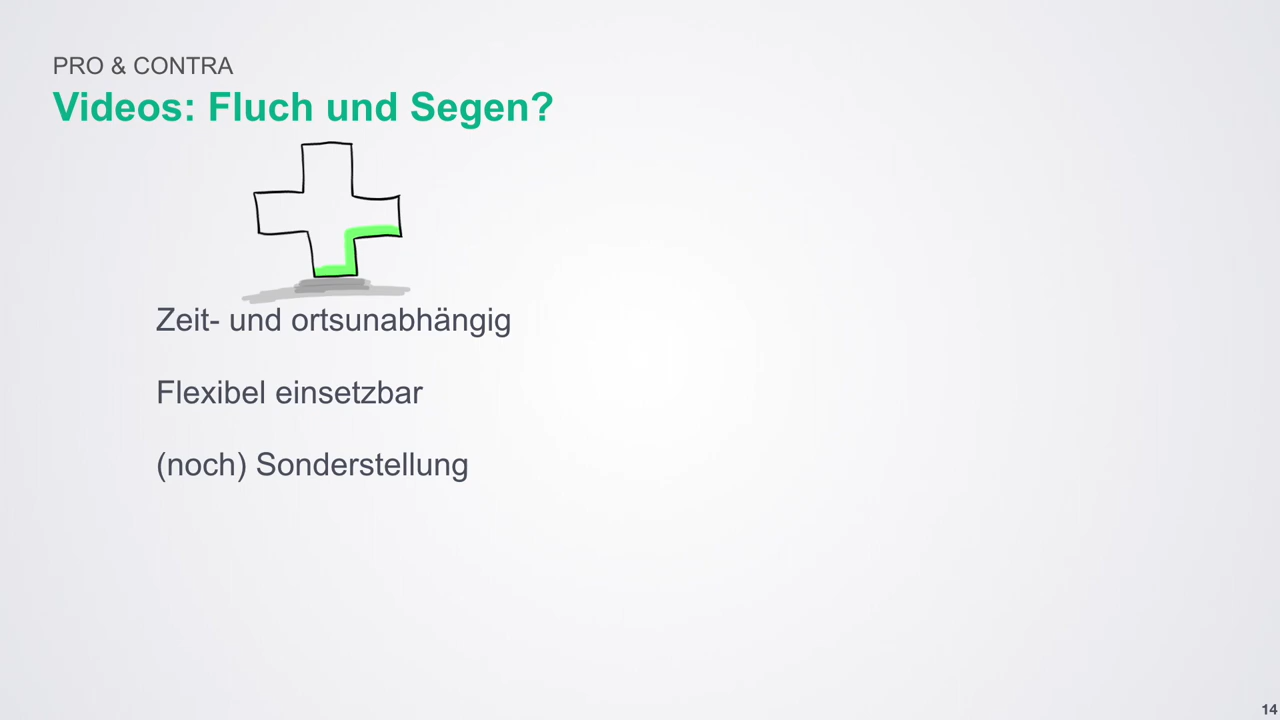 PRO & CONTRA
Videos: Fluch und Segen?
Zeit- und ortsunabhängig
Flexibel einsetzbar
(noch) Sonderstellung
14